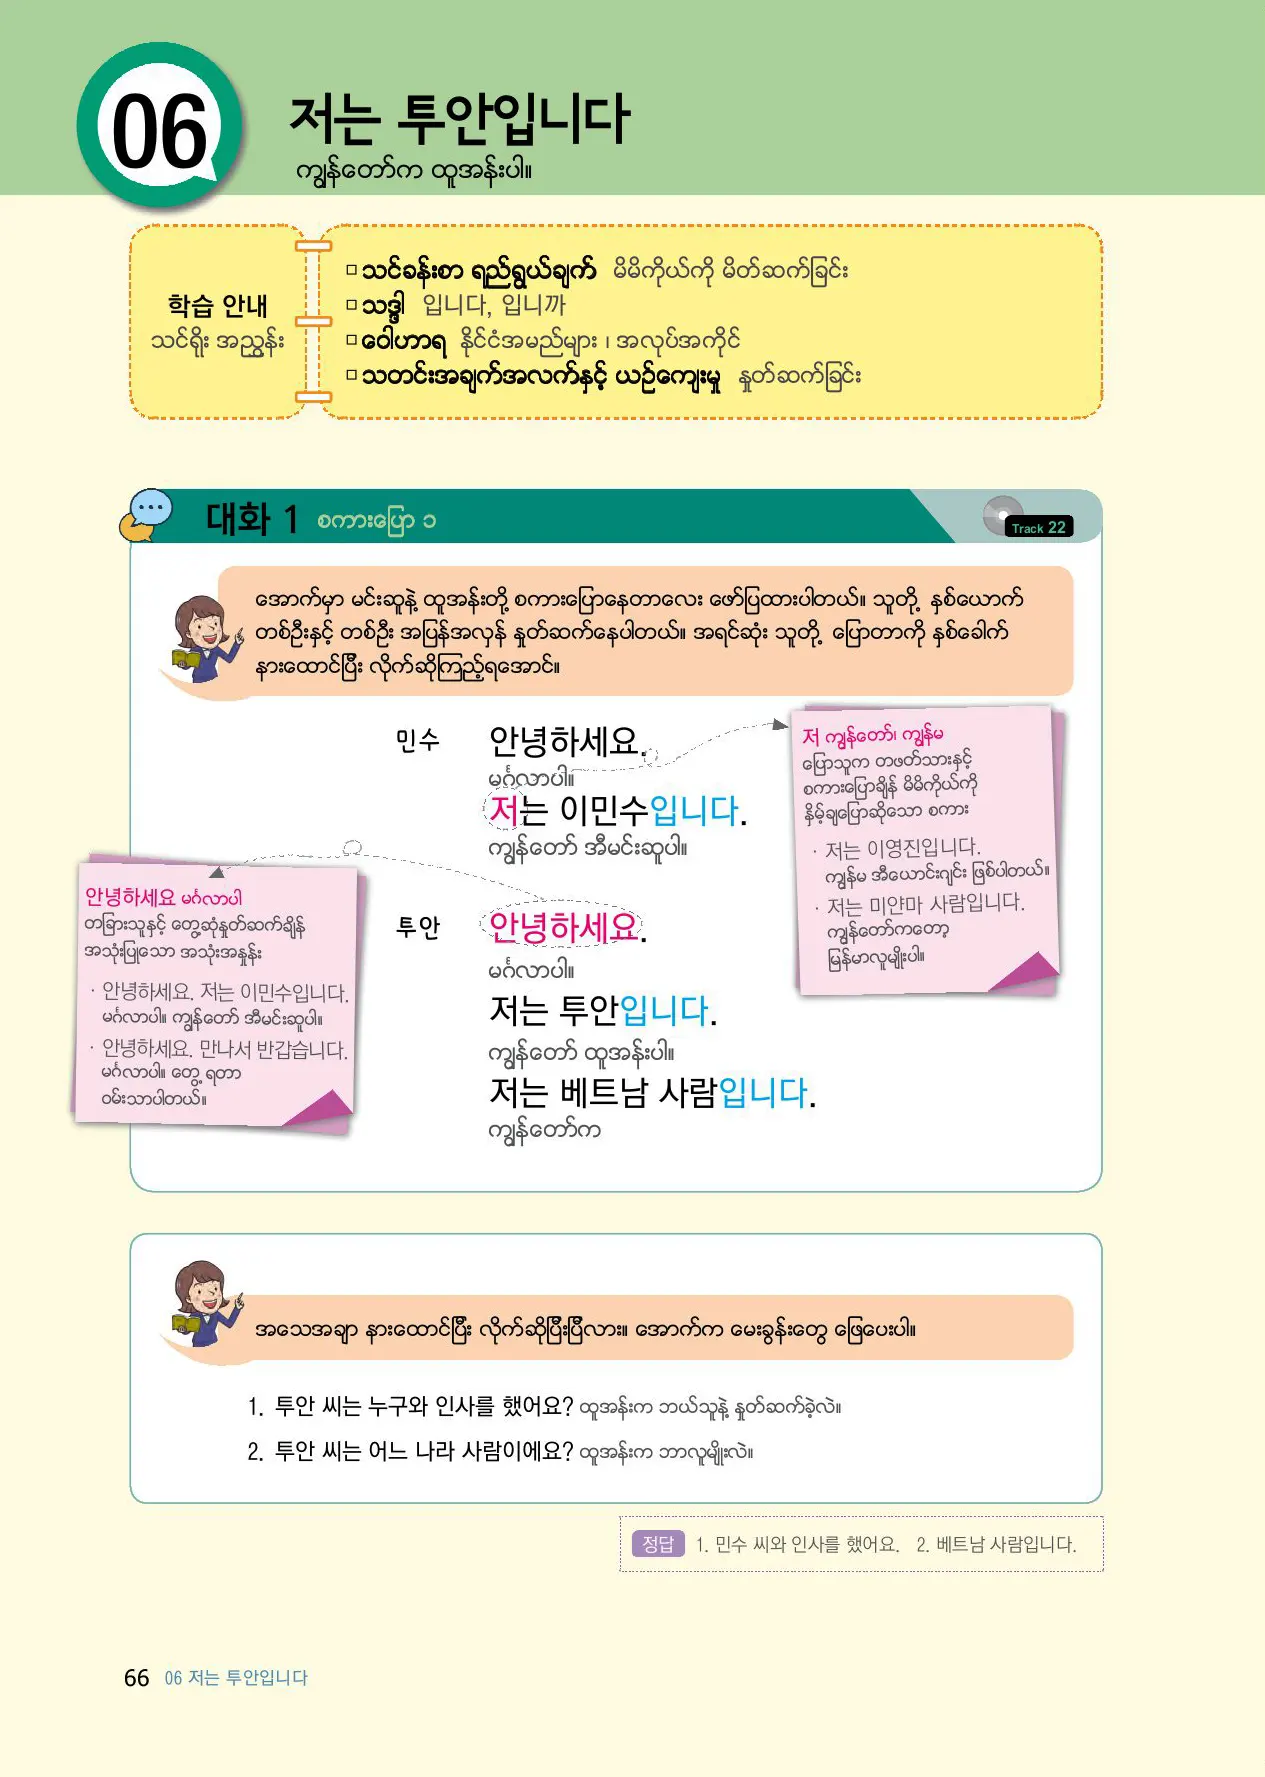 06
저는 투안입니다
ကျွန်တော်က ထူအန်းပါ။
학습 안내
သင်ရိုး အညွှန်း
□ သင်ခန်းစာ ရည်ရွယ်ချက် မိမိကိုယ်ကို မိတ်ဆက်ခြင်း
□ သဒ္ဒါ 입니다, 입니까
□ ဝေါဟာရ နိုင်ငံအမည်များ ၊ အလုပ်အကိုင်
□ သတင်းအချက်အလက်နှင့် ယဉ်ကျေးမှု နှုတ်ဆက်ခြင်း
대화 1 စကားပြော ၁
Track 22
အောက်မှာ မင်းဆူနဲ့ ထူအန်းတို့ စကားပြောနေတာလေး ဖော်ပြထားပါတယ်။ သူတို့ နှစ်ယောက်
တစ်ဦးနှင့် တစ်ဦး အပြန်အလှန် နှုတ်ဆက်နေပါတယ်။ အရင်ဆုံး သူတို့ ပြောတာကို နှစ်ခေါက်
နားထောင်ပြီး လိုက်ဆိုကြည့်ရအောင်။
민수 안녕하세요.
မင်္ဂလာပါ။
저는 이민수입니다.
ကျွန်တော် အီမင်းဆူပါ။
투안 안녕하세요.
မင်္ဂလာပါ။
저는 투안입니다.
ကျွန်တော် ထူအန်းပါ။
저는 베트남 사람입니다.
ကျွန်တော်က
저 ကျွန်တော်၊ ကျွန်မ
ပြောသူက တဖတ်သားနှင့်
စကားပြောချိန် မိမိကိုယ်ကို
နှိမ့်ချပြောဆိုသော စကား
· 저는 이영진입니다.
ကျွန်မ အီယောင်းဂျင်း ဖြစ်ပါတယ်။
· 저는 미얀마 사람입니다.
ကျွန်တော်ကတော့
မြန်မာလူမျိုးပါ။
안녕하세요 မင်္ဂလာပါ
တခြားသူနှင့် တွေ့ဆုံနှုတ်ဆက်ချိန်
အသုံးပြုသော အသုံးအနှုန်း
· 안녕하세요. 저는 이민수입니다.
မင်္ဂလာပါ။ ကျွန်တော် အီမင်းဆူပါ။
· 안녕하세요. 만나서 반갑습니다.
မင်္ဂလာပါ။ တွေ့ ရတာ
ဝမ်းသာပါတယ်။
အသေအချာ နားထောင်ပြီး လိုက်ဆိုပြီးပြီလား။ အောက်က မေးခွန်းတွေ ဖြေပေးပါ။
1. 투안 씨는 누구와 인사를 했어요? ထူအန်းက ဘယ်သူနဲ့ နှုတ်ဆက်ခဲ့လဲ။
2. 투안 씨는 어느 나라 사람이에요? ထူအန်းက ဘာလူမျိုးလဲ။
정답 1. 민수 씨와 인사를 했어요. 2. 베트남 사람입니다.
66 06 저는 투안입니다